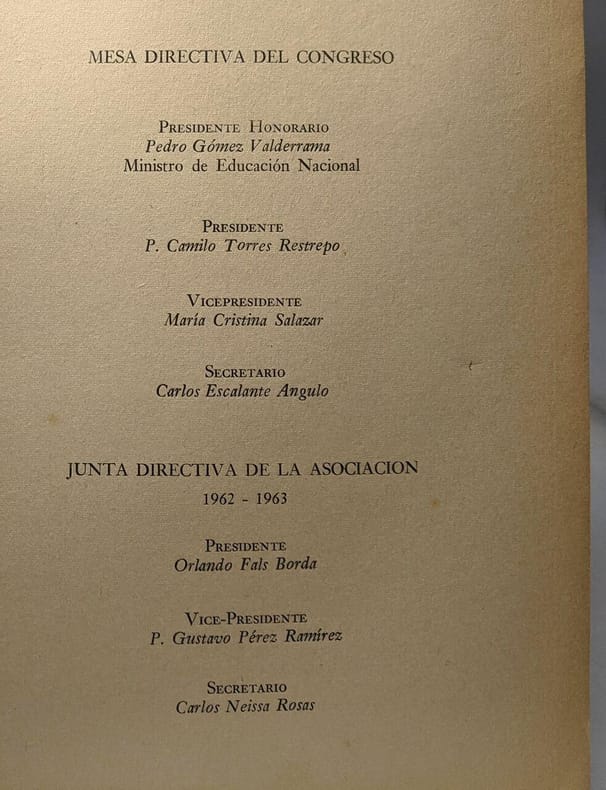 MESA DIRECTIVA DEL CONGRESO
PRESIDENTE HONORARIO
Pedro Gómez Valderrama
Ministro de Educación Nacional
PRESIDENTE
P. Camilo Torres Restrepo
VICEPRESIDENTE
María Cristina Salazar
SECRETARIO
Carlos Escalante Angulo
JUNTA DIRECTIVA DE LA ASOCIACION
1962 - 1963
PRESIDENTE
Orlando Fals Borda
VICE-PRESIDENTE
P. Gustavo Pérez Ramírez
SECRETARIO
Carlos Neissa Rosas